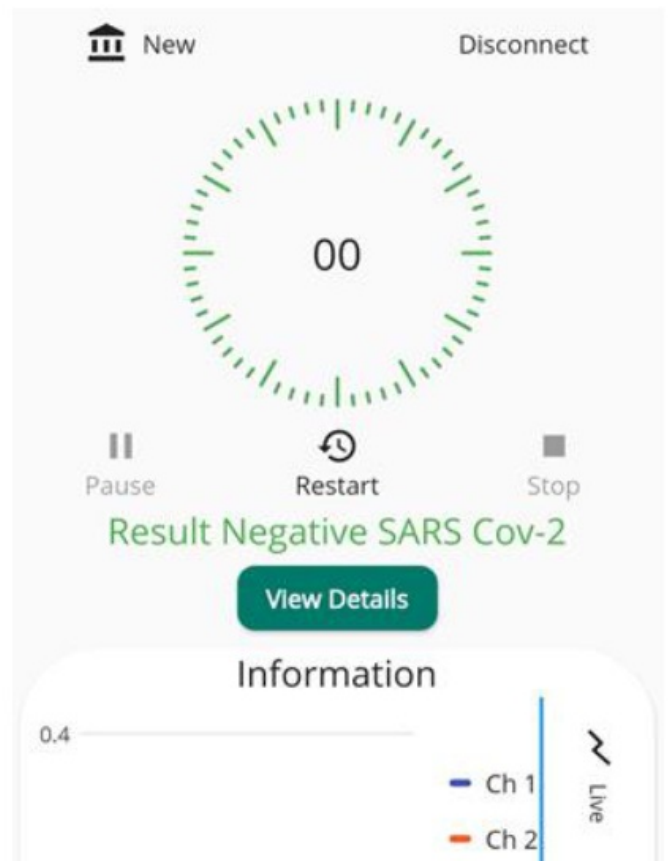 New Disconnect
00
Pause Restart Stop
Result Negative SARS Cov-2
View Details
Information
0.4
Ch 1
Live
Ch 2